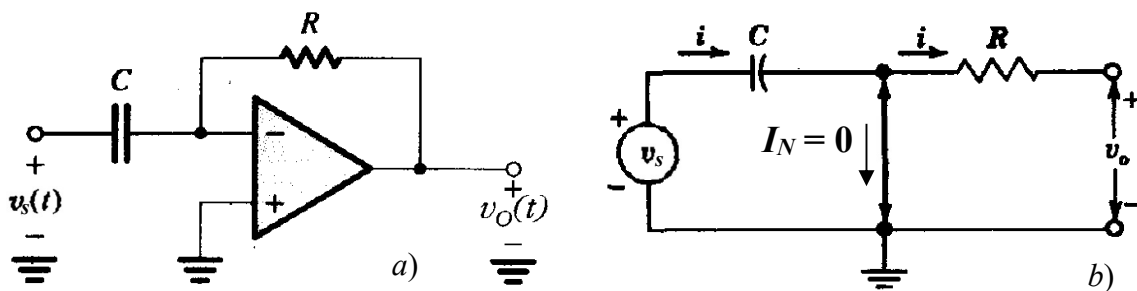 R
C
−
+
+
v_s(t)
−
+
v_O(t)
−
a)
i
C
i
R
+
v_s
−
I_N = 0
+
v_o
−
b)